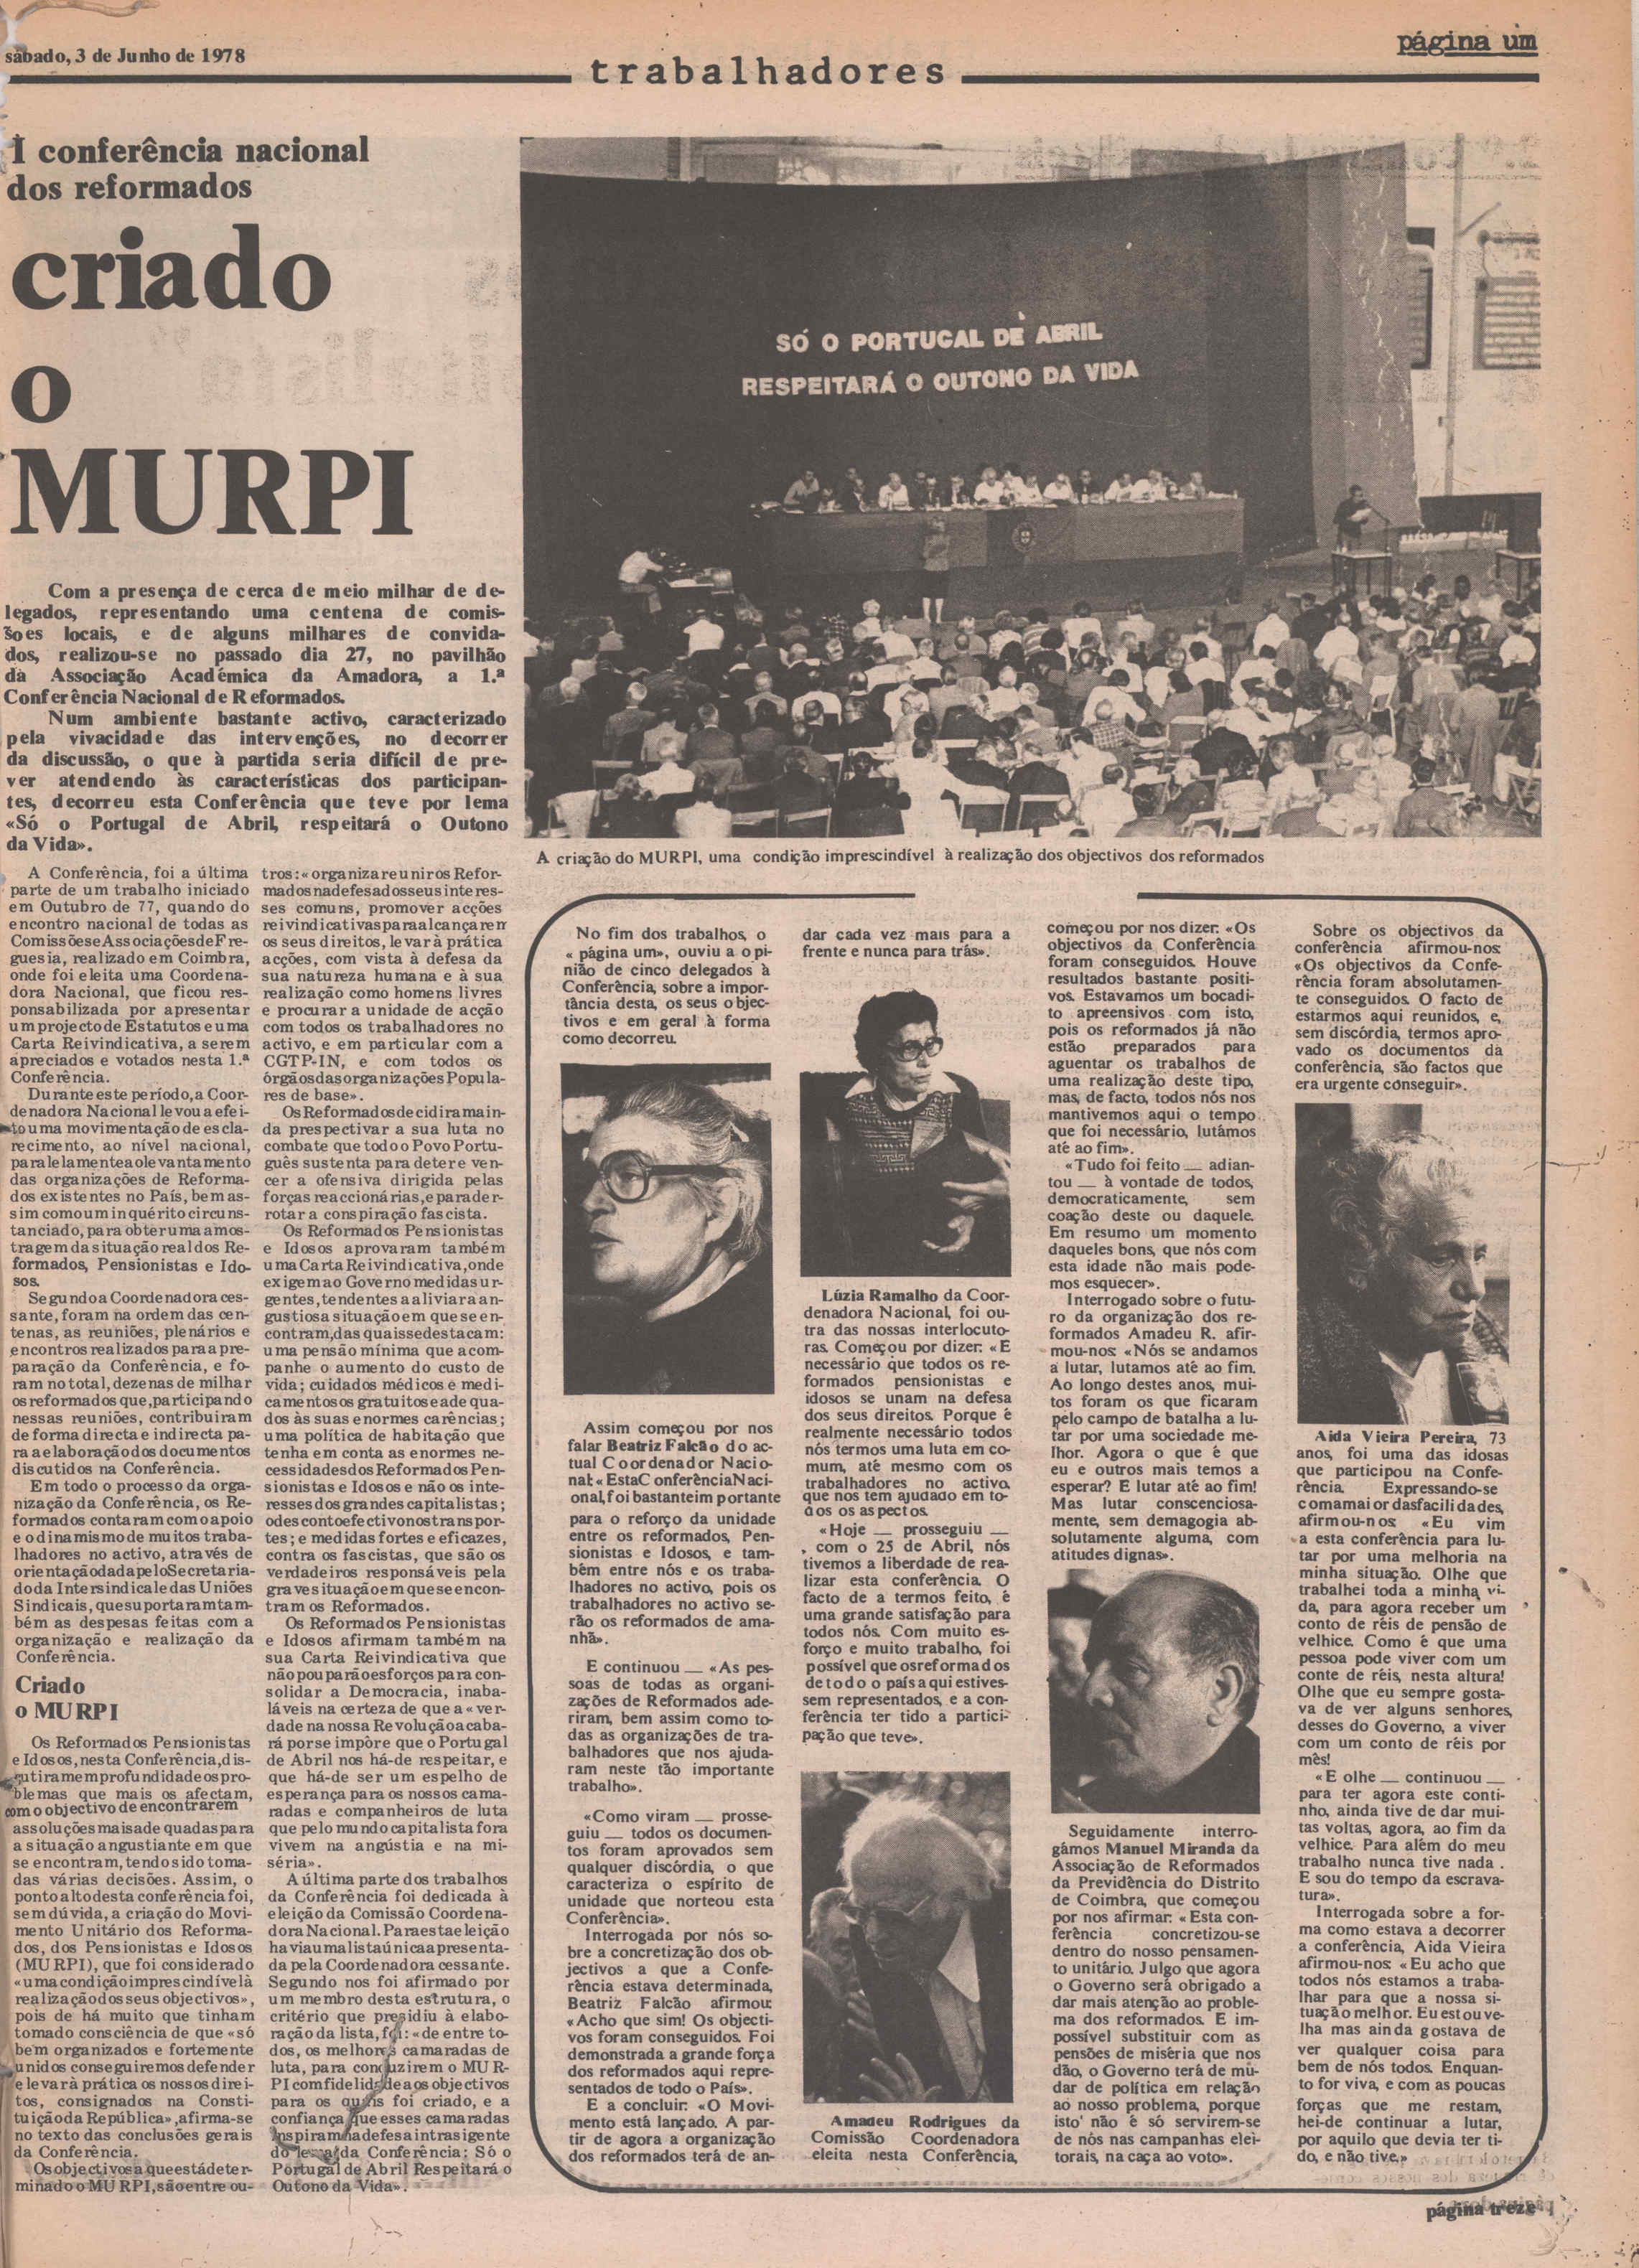 sábado, 3 de Junho de 1978
trabalhadores
página um
I conferência nacional
dos reformados
criado
o
MURPI
Com a presença de cerca de meio milhar de de-
legados, representando uma centena de comis-
sões locais, e de alguns milhares de convida-
dos, realizou-se no passado dia 27, no pavilhão
da Associação Académica da Amadora, a 1.ª
Conferência Nacional de Reformados.
Num ambiente bastante activo, caracterizado
pela vivacidade das intervenções, no decorrer
da discussão, o que à partida seria difícil de pre-
ver atendendo às características dos participan-
tes, decorreu esta Conferência que teve por lema
«Só o Portugal de Abril, respeitará o Outono
da Vida».
A Conferência, foi a última
parte de um trabalho iniciado
em Outubro de 77, quando do
encontro nacional de todas as
Comissões e Associações de Fre-
guesia, realizado em Coimbra,
onde foi eleita uma Coordena-
dora Nacional, que ficou res-
ponsabilizada por apresentar
um projecto de Estatutos e uma
Carta Reivindicativa, a serem
apreciados e votados nesta 1.ª
Conferência.
Durante este período, a Coor-
denadora Nacional levou a efei-
to uma movimentação de escla-
recimento, ao nível nacional,
paralelamente ao levantamento
das organizações de Reforma-
dos existentes no País, bem as-
sim como um inquérito circuns-
tanciado, para obter uma amos-
tragem da situação real dos Re-
formados, Pensionistas e Ido-
sos.
Segundo a Coordenadora ces-
sante, foram na ordem das cen-
tenas, as reuniões, plenários e
encontros realizados para a pre-
paração da Conferência, e fo-
ram no total, dezenas de milhar
os reformados que, participando
nessas reuniões, contribuiram
de forma directa e indirecta pa-
ra a elaboração dos documentos
discutidos na Conferência.
Em todo o processo da orga-
nização da Conferência, os Re-
formados contaram com o apoio
e o dinamismo de muitos traba-
lhadores no activo, através de
orientação dada pelo Secretaria-
do da Intersindical e das Uniões
Sindicais, que suportaram tam-
bém as despesas feitas com a
organização e realização da
Conferência.
Criado
o MURPI
Os Reformados Pensionistas
e Idosos, nesta Conferência, dis-
cutiram em profundidade os pro-
blemas que mais os afectam,
com o objectivo de encontrarem
as soluções mais adequadas para
a situação angustiante em que
se encontram, tendo sido toma-
das várias decisões. Assim, o
ponto alto desta conferência foi,
sem dúvida, a criação do Movi-
mento Unitário dos Reforma-
dos, dos Pensionistas e Idosos
(MURPI), que foi considerado
«uma condição imprescindível à
realização dos seus objectivos»,
pois de há muito que tinham
tomado consciência de que «só
bem organizados e fortemente
unidos conseguiremos defender
e levar à prática os nossos direi-
tos, consignados na Consti-
tuição da República», afirma-se
no texto das conclusões gerais
da Conferência.
Os objectivos a que está deter-
minado o MURPI, são entre ou-
tros: «organizar e unir os Refor-
mados na defesa dos seus interes-
ses comuns, promover acções
reivindicativas para alcançarem
os seus direitos, levar à prática
acções, com vista à defesa da
sua natureza humana e à sua
realização como homens livres
e procurar a unidade de acção
com todos os trabalhadores no
activo, e em particular com a
CGTP-IN, e com todos os
órgãos das organizações Popula-
res de base».
Os Reformados decidiram ain-
da prespectivar a sua luta no
combate que todo o Povo Portu-
guês sustenta para deter e ven-
cer a ofensiva dirigida pelas
forças reaccionárias, e para der-
rotar a conspiração fascista.
Os Reformados Pensionistas
e Idosos aprovaram também
uma Carta Reivindicativa, onde
exigem ao Governo medidas ur-
gentes, tendentes a aliviar a an-
gustiosa situação em que se en-
contram, das quais se destacam:
uma pensão mínima que acom-
panhe o aumento do custo de
vida; cuidados médicos e medi-
camentosos gratuitos e adequa-
dos às suas enormes carências;
uma política de habitação que
tenha em conta as enormes ne-
cessidades dos Reformados Pen-
sionistas e Idosos e não os inte-
resses dos grandes capitalistas;
o desconto efectivo nos transpor-
tes; e medidas fortes e eficazes,
contra os fascistas, que são os
verdadeiros responsáveis pela
grave situação em que se encon-
tram os Reformados.
Os Reformados Pensionistas
e Idosos afirmam também na
sua Carta Reivindicativa que
não pouparão esforços para con-
solidar a Democracia, inaba-
láveis na certeza de que a «ver-
dade na nossa Revolução acaba-
rá por se impôr e que o Portugal
de Abril nos há-de respeitar, e
que há-de ser um espelho de
esperança para os nossos cama-
radas e companheiros de luta
que pelo mundo capitalista fora
vivem na angústia e na mi-
séria».
A última parte dos trabalhos
da Conferência foi dedicada à
eleição da Comissão Coordena-
dora Nacional. Para esta eleição
havia uma lista única apresenta-
da pela Coordenadora cessante.
Segundo nos foi afirmado por
um membro desta estrutura, o
critério que presidiu à elabo-
ração da lista, foi: «de entre to-
dos, os melhores camaradas de
luta, para conduzirem o MUR-
PI com fidelidade aos objectivos
para os quais foi criado, e a
confiança que esses camaradas
inspiram na defesa intrasigente
do lema da Conferência: Só o
Portugal de Abril Respeitará o
Outono da Vida».
SÓ O PORTUGAL DE ABRIL
RESPEITARÁ O OUTONO DA VIDA
A criação do MURPI, uma condição imprescindível à realização dos objectivos dos reformados
No fim dos trabalhos, o
«página um», ouviu a opi-
nião de cinco delegados à
Conferência, sobre a impor-
tância desta, os seus objec-
tivos e em geral à forma
como decorreu.
Assim começou por nos
falar Beatriz Falcão do ac-
tual Coordenador Nacio-
nal: «Esta Conferência Naci-
onal, foi bastante importante
para o reforço da unidade
entre os reformados, Pen-
sionistas e Idosos, e tam-
bém entre nós e os traba-
lhadores no activo, pois os
trabalhadores no activo se-
rão os reformados de ama-
nhã».
E continuou — «As pes-
soas de todas as organi-
zações de Reformados ade-
riram, bem assim como to-
das as organizações de tra-
balhadores que nos ajuda-
ram neste tão importante
trabalho».
«Como viram — prosse-
guiu — todos os documen-
tos foram aprovados sem
qualquer discórdia, o que
caracteriza o espírito de
unidade que norteou esta
Conferência».
Interrogada por nós so-
bre a concretização dos ob-
jectivos a que a Confe-
rência estava determinada,
Beatriz Falcão afirmou:
«Acho que sim! Os objecti-
vos foram conseguidos. Foi
demonstrada a grande força
dos reformados aqui repre-
sentados de todo o País».
E a concluir: «O Movi-
mento está lançado. A par-
tir de agora a organização
dos reformados terá de an-
dar cada vez mais para a
frente e nunca para trás».
Lúzia Ramalho da Coor-
denadora Nacional, foi ou-
tra das nossas interlocuto-
ras. Começou por dizer: «E
necessário que todos os re-
formados pensionistas e
idosos se unam na defesa
dos seus direitos. Porque é
realmente necessário todos
nós termos uma luta em co-
mum, até mesmo com os
trabalhadores no activo,
que nos tem ajudado em to-
dos os aspectos.
«Hoje — prosseguiu —
, com o 25 de Abril, nós
tivemos a liberdade de rea-
lizar esta conferência. O
facto de a termos feito, é
uma grande satisfação para
todos nós. Com muito es-
forço e muito trabalho, foi
possível que os reformados
de todo o país aqui estives-
sem representados, e a con-
ferência ter tido a partici-
pação que teve».
Amadeu Rodrigues da
Comissão Coordenadora
eleita nesta Conferência,
começou por nos dizer: «Os
objectivos da Conferência
foram conseguidos. Houve
resultados bastante positi-
vos. Estavamos um bocadi-
to apreensivos com isto,
pois os reformados já não
estão preparados para
aguentar os trabalhos de
uma realização deste tipo,
mas, de facto, todos nós nos
mantivemos aqui o tempo
que foi necessário, lutámos
até ao fim».
«Tudo foi feito — adian-
tou — à vontade de todos,
democraticamente, sem
coação deste ou daquele.
Em resumo um momento
daqueles bons, que nós com
esta idade não mais pode-
mos esquecer».
Interrogado sobre o futu-
ro da organização dos re-
formados Amadeu R. afir-
mou-nos: «Nós se andamos
a lutar, lutamos até ao fim.
Ao longo destes anos, mui-
tos foram os que ficaram
pelo campo de batalha a lu-
tar por uma sociedade me-
lhor. Agora o que é que
eu e outros mais temos a
esperar? E lutar até ao fim!
Mas lutar conscenciosa-
mente, sem demagogia ab-
solutamente alguma, com
atitudes dignas».
Seguidamente interro-
gámos Manuel Miranda da
Associação de Reformados
da Previdência do Distrito
de Coimbra, que começou
por nos afirmar: «Esta con-
ferência concretizou-se
dentro do nosso pensamen-
to unitário. Julgo que agora
o Governo será obrigado a
dar mais atenção ao proble-
ma dos reformados. E im-
possível substituir com as
pensões de miséria que nos
dão, o Governo terá de mu-
dar de política em relação
ao nosso problema, porque
isto não é só servirem-se
de nós nas campanhas elei-
torais, na caça ao voto».
Sobre os objectivos da
conferência afirmou-nos:
«Os objectivos da Confe-
rência foram absolutamen-
te conseguidos. O facto de
estarmos aqui reunidos, e,
sem discórdia, termos apro-
vado os documentos da
conferência, são factos que
era urgente conseguir».
Aida Vieira Pereira, 73
anos, foi uma das idosas
que participou na Confe-
rência. Expressando-se
com a maior das facilidades,
afirmou-nos: «Eu vim
a esta conferência para lu-
tar por uma melhoria na
minha situação. Olhe que
trabalhei toda a minha vi-
da, para agora receber um
conto de réis de pensão de
velhice. Como é que uma
pessoa pode viver com um
conte de réis, nesta altura!
Olhe que eu sempre gosta-
va de ver alguns senhores,
desses do Governo, a viver
com um conto de réis por
mês!
«E olhe — continuou —
para ter agora este conti-
nho, ainda tive de dar mui-
tas voltas, agora, ao fim da
velhice. Para além do meu
trabalho nunca tive nada.
E sou do tempo da escrava-
tura».
Interrogada sobre a for-
ma como estava a decorrer
a conferência, Aida Vieira
afirmou-nos: «Eu acho que
todos nós estamos a traba-
lhar para que a nossa si-
tuação melhor. Eu estou ve-
lha mas ainda gostava de
ver qualquer coisa para
bem de nós todos. Enquan-
to for viva, e com as poucas
forças que me restam,
hei-de continuar a lutar,
por aquilo que devia ter ti-
do, e não tive.»
página treze